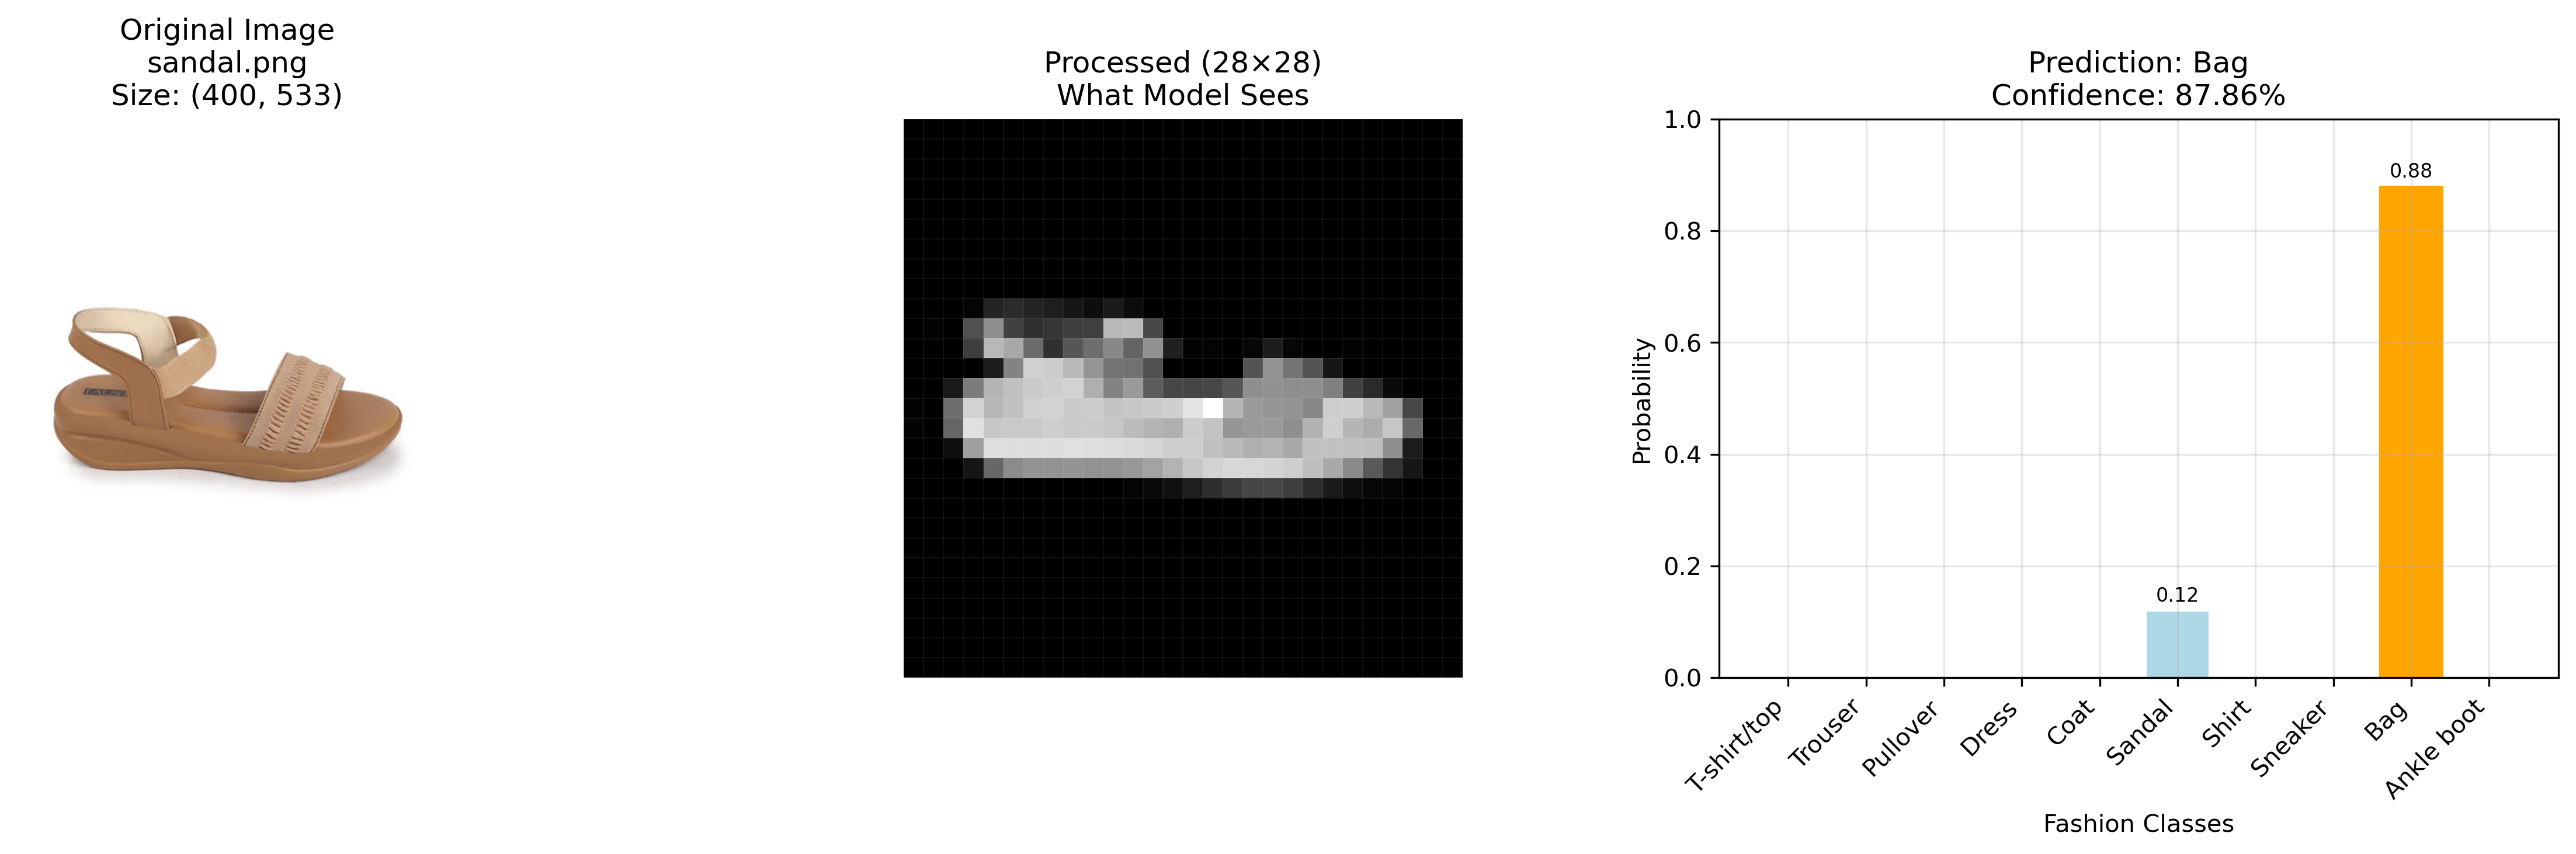 Original Image
sandal.png
Size: (400, 533)
Processed (28×28)
What Model Sees
Prediction: Bag
Confidence: 87.86%
1.0
0.8
0.6
0.4
0.2
0.0
Probability
0.88
0.12
T-shirt/top
Trouser
Pullover
Dress
Coat
Sandal
Shirt
Sneaker
Bag
Ankle boot
Fashion Classes